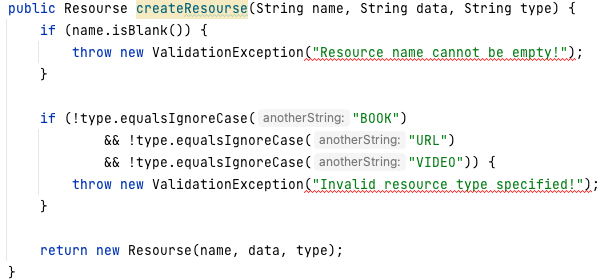 public Resourse createResourse(String name, String data, String type) {
    if (name.isBlank()) {
        throw new ValidationException("Resource name cannot be empty!");
    }

    if (!type.equalsIgnoreCase( anotherString: "BOOK")
            && !type.equalsIgnoreCase( anotherString: "URL")
            && !type.equalsIgnoreCase( anotherString: "VIDEO")) {
        throw new ValidationException("Invalid resource type specified!");
    }

    return new Resourse(name, data, type);
}